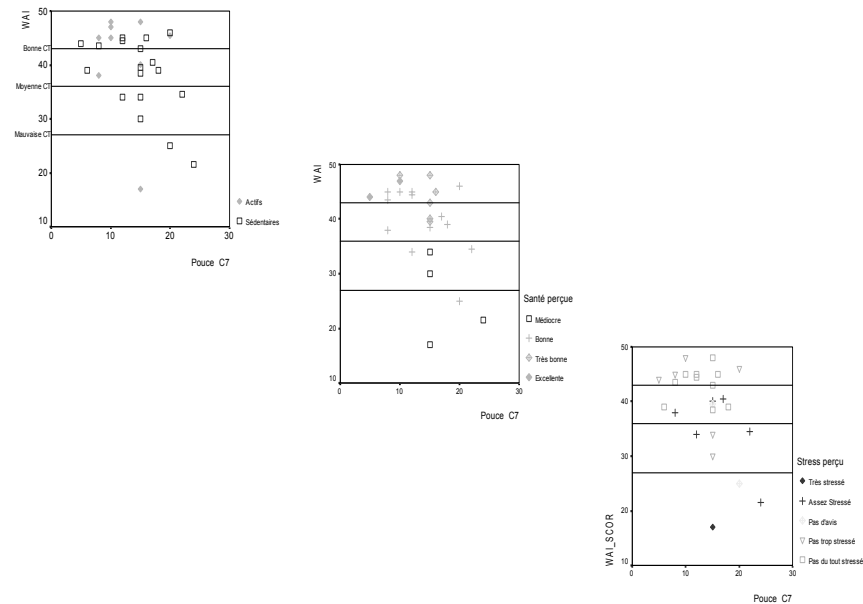 WAI
50
Bonne CT
40
Moyenne CT
30
Mauvaise CT
20
10
0 10 20 30
Pouce C7
Actifs
Sédentaires
WAI
50
40
30
20
10
0 10 20 30
Pouce C7
Santé perçue
Médiocre
Bonne
Très bonne
Excellente
WAI_SCOR
50
40
30
20
10
0 10 20 30
Pouce C7
Stress perçu
Très stressé
Assez Stressé
Pas d'avis
Pas trop stressé
Pas du tout stressé